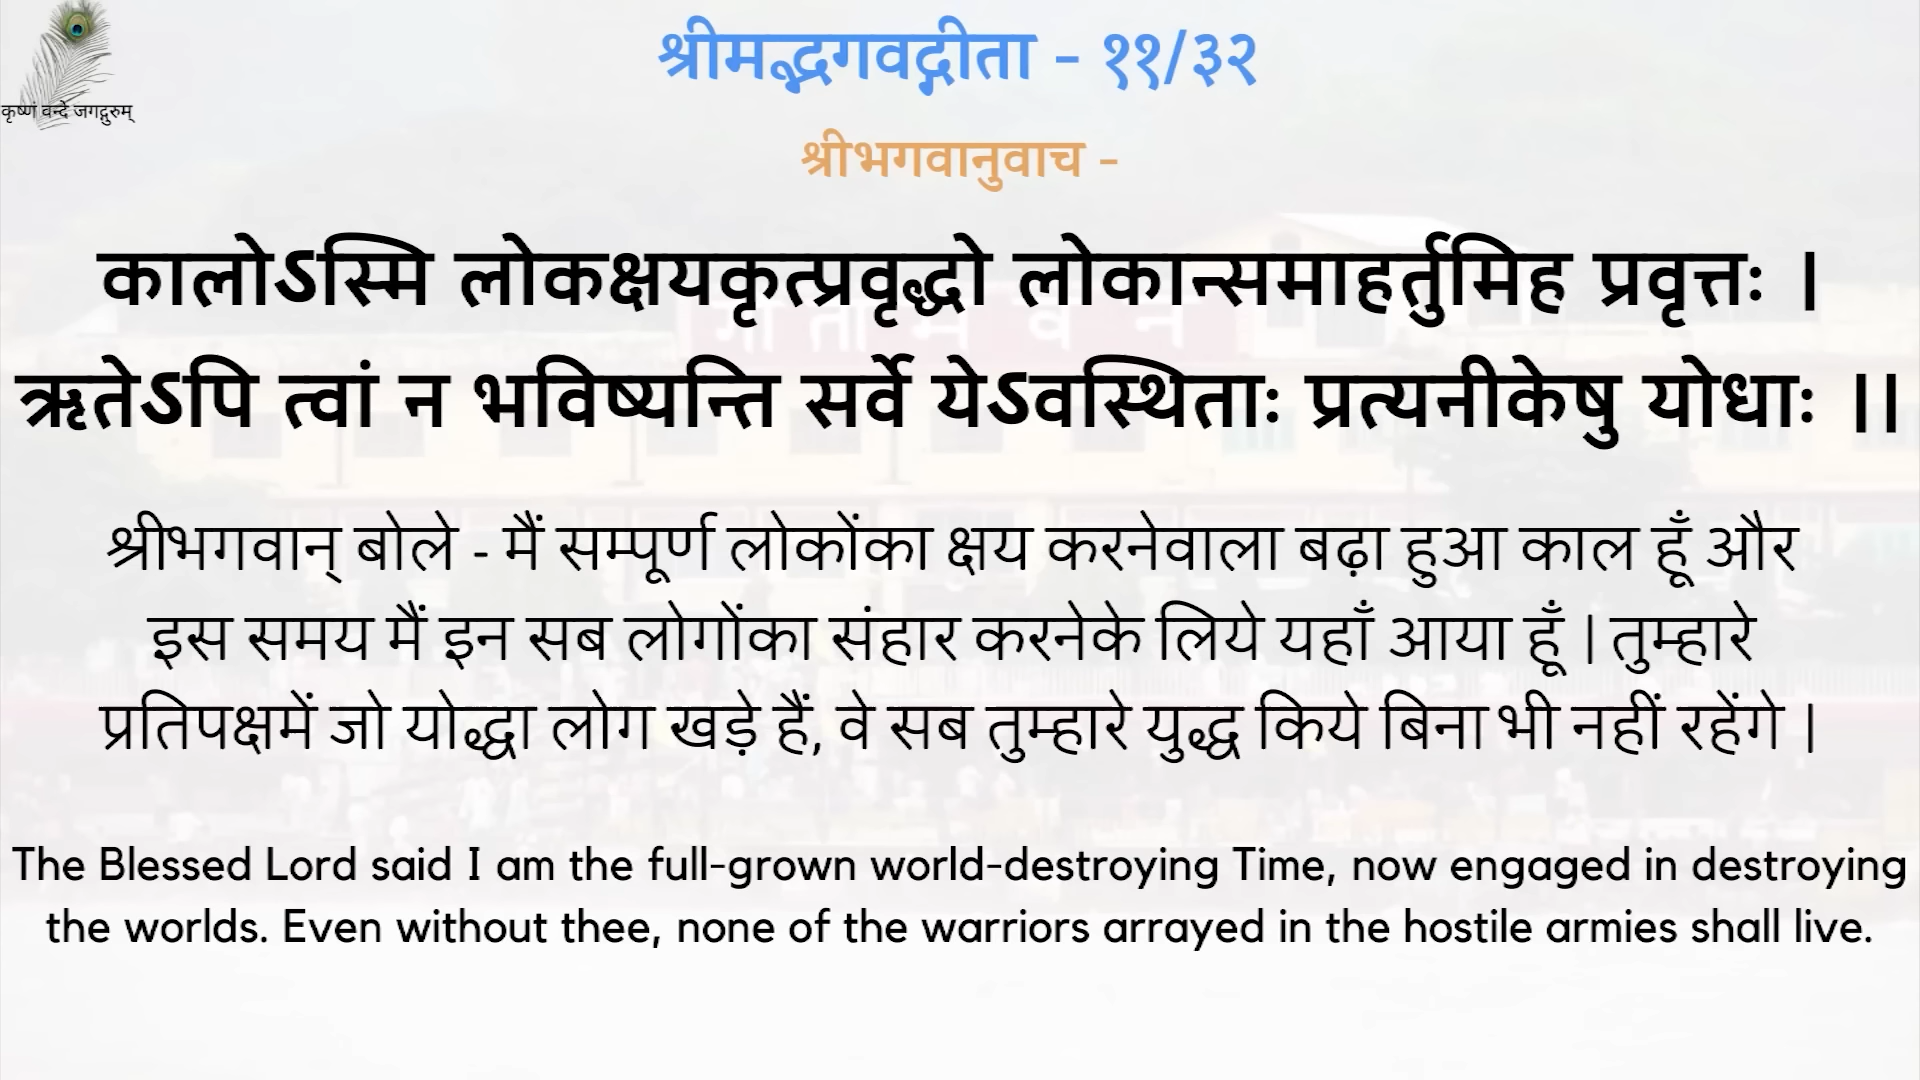 श्रीमद्भगवद्गीता - ११/३२
कृष्णं वन्दे जगद्गुरुम्
श्रीभगवानुवाच -
कालोऽस्मि लोकक्षयकृत्प्रवृद्धो लोकान्समाहर्तुमिह प्रवृत्तः ।
गीता भवन
ऋतेऽपि त्वां न भविष्यन्ति सर्वे येऽवस्थिताः प्रत्यनीकेषु योधाः ।।
श्रीभगवान् बोले - मैं सम्पूर्ण लोकोंका क्षय करनेवाला बढ़ा हुआ काल हूँ और
इस समय मैं इन सब लोगोंका संहार करनेके लिये यहाँ आया हूँ | तुम्हारे
प्रतिपक्षमें जो योद्धा लोग खड़े हैं, वे सब तुम्हारे युद्ध किये बिना भी नहीं रहेंगे |
The Blessed Lord said I am the full-grown world-destroying Time, now engaged in destroying
the worlds. Even without thee, none of the warriors arrayed in the hostile armies shall live.